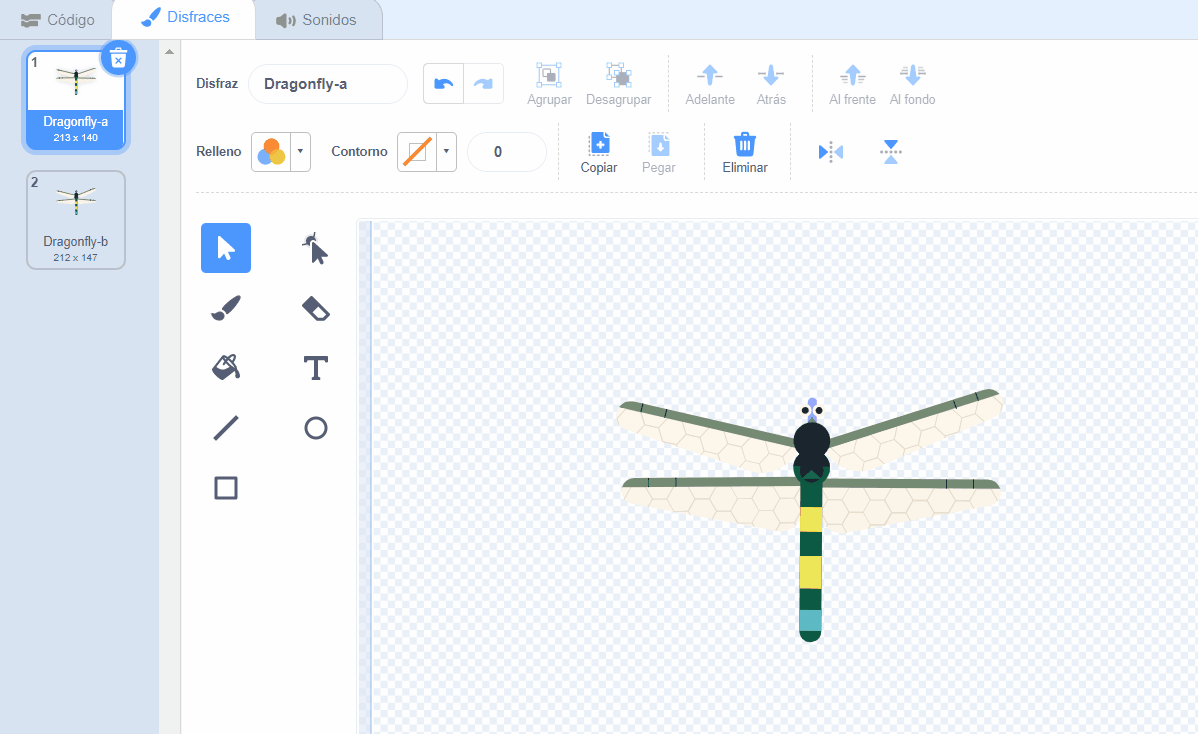 Código
Disfraces
Sonidos
1
Dragonfly-a
213 x 140
2
Dragonfly-b
212 x 147
Disfraz
Dragonfly-a
Agrupar
Desagrupar
Adelante
Atrás
Al frente
Al fondo
Relleno
Contorno
0
Copiar
Pegar
Eliminar
T